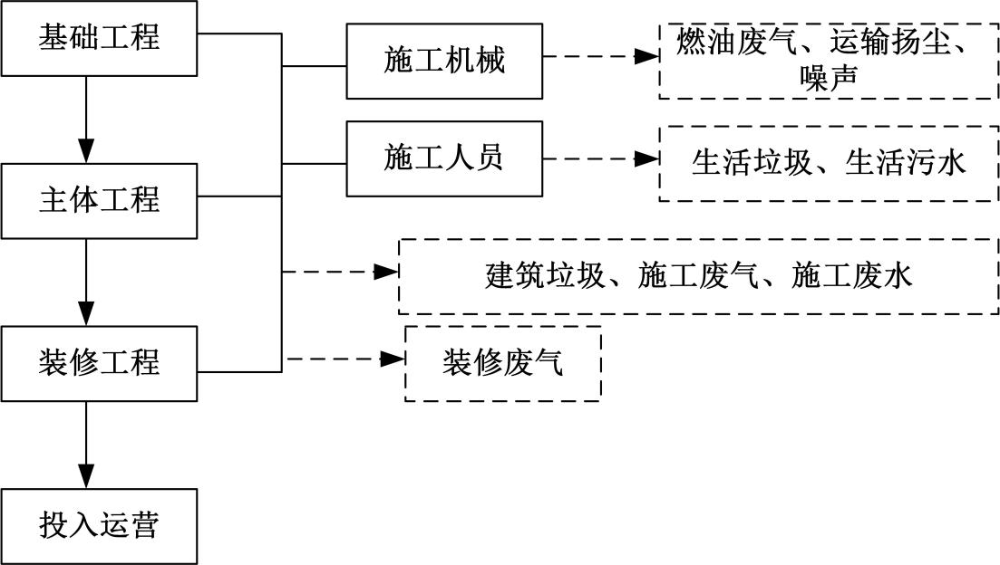 基础工程
施工机械
燃油废气、运输扬尘、
噪声
施工人员
生活垃圾、生活污水
主体工程
建筑垃圾、施工废气、施工废水
装修工程
装修废气
投入运营